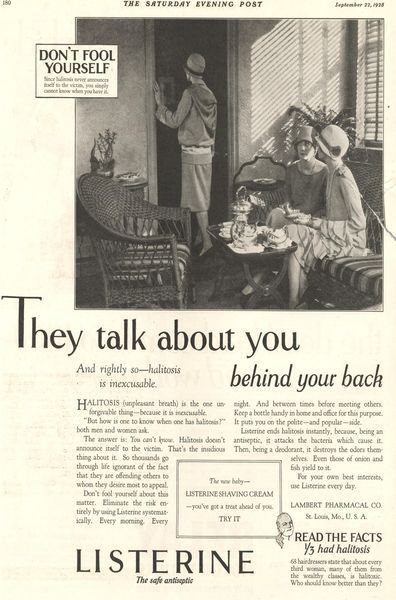 180
THE SATURDAY EVENING POST
September 22, 1928
DON'T FOOL
YOURSELF
Since halitosis never announces
itself to the victim, you simply
cannot know when you have it.
They talk about you
behind your back
And rightly so—halitosis
is inexcusable.
HALITOSIS (unpleasant breath) is the one un-
forgivable thing—because it is inexcusable.
"But how is one to know when one has halitosis?"
both men and women ask.
The answer is: You can't know. Halitosis doesn't
announce itself to the victim. That's the insidious
thing about it. So thousands go
through life ignorant of the fact
that they are offending others to
whom they desire most to appeal.
Don't fool yourself about this
matter. Eliminate the risk en-
tirely by using Listerine systemat-
ically. Every morning. Every
night. And between times before meeting others.
Keep a bottle handy in home and office for this purpose.
It puts you on the polite—and popular—side.
Listerine ends halitosis instantly, because, being an
antiseptic, it attacks the bacteria which cause it.
Then, being a deodorant, it destroys the odors them-
selves. Even those of onion and
fish yield to it.
For your own best interests,
use Listerine every day.
LAMBERT PHARMACAL CO.
St. Louis, Mo., U. S. A.
The new baby—
LISTERINE SHAVING CREAM
—you've got a treat ahead of you.
TRY IT
READ THE FACTS
1/3 had halitosis
68 hairdressers state that about every
third woman, many of them from
the wealthy classes, is halitoxic.
Who should know better than they?
LISTERINE
The safe antiseptic